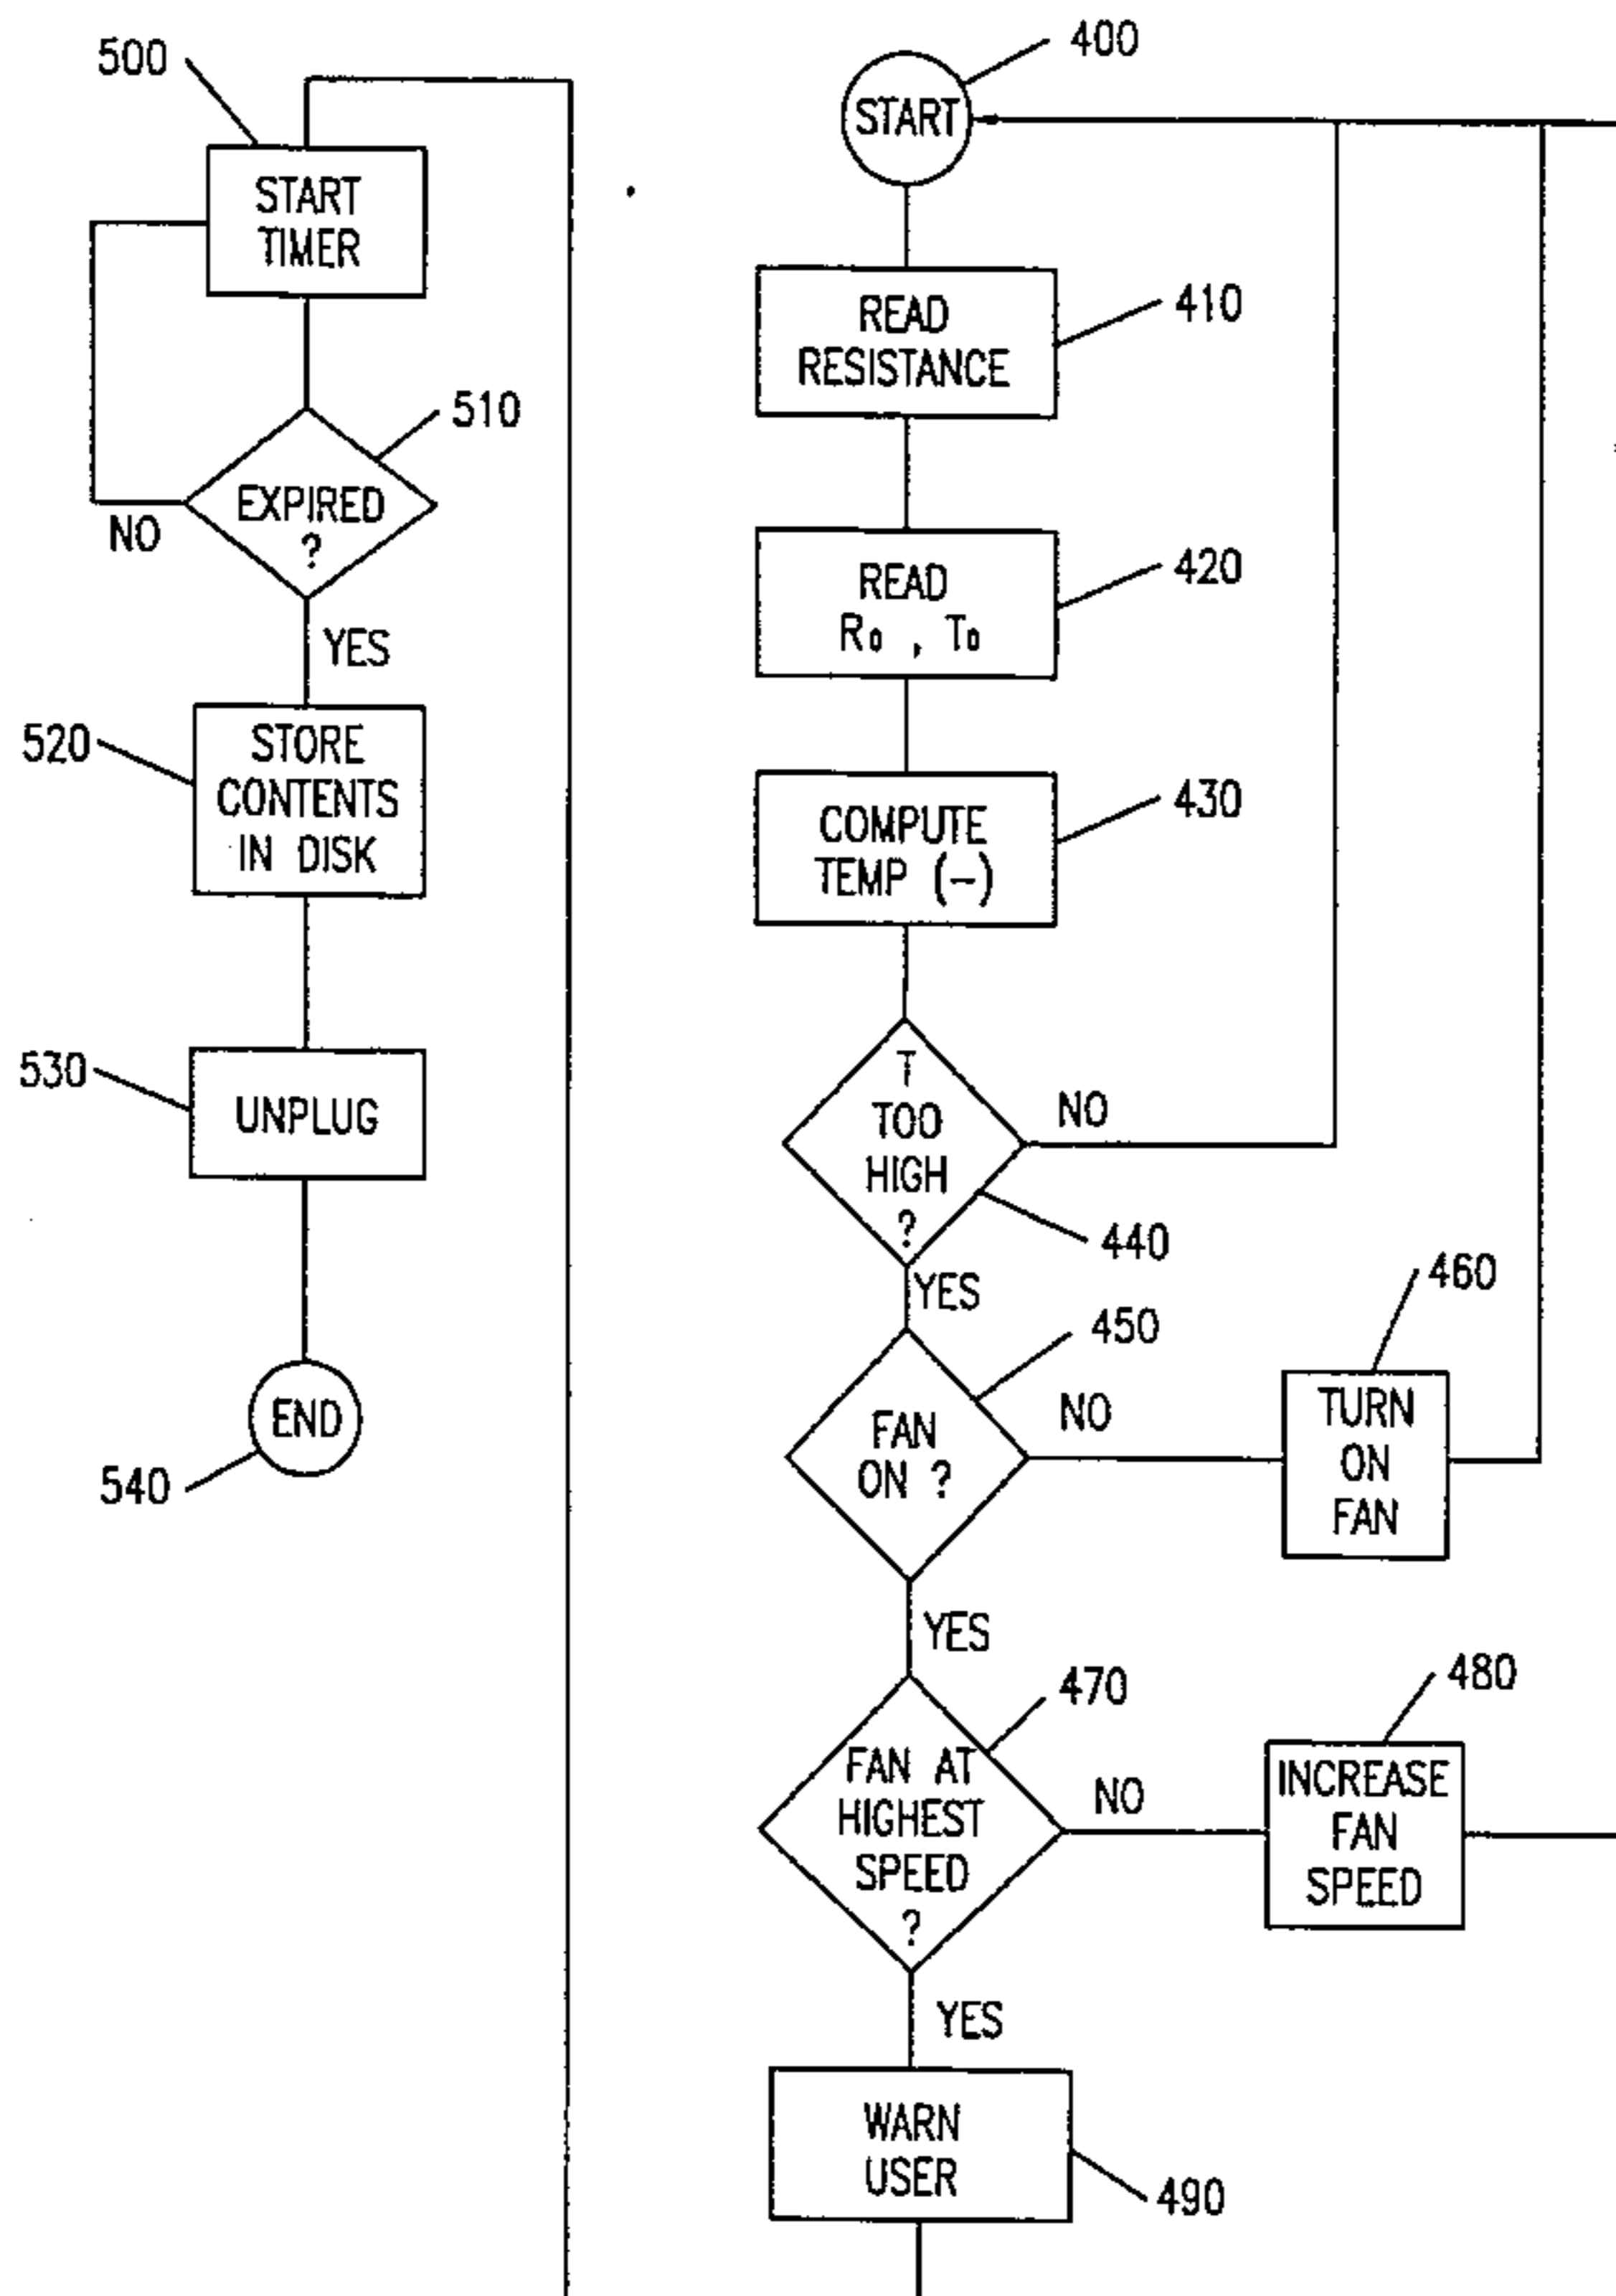 500
START
TIMER
510
EXPIRED
?
NO
YES
520
STORE
CONTENTS
IN DISK
530
UNPLUG
END
540
400
START
410
READ
RESISTANCE
420
READ
R₀ , T₀
430
COMPUTE
TEMP (-)
T
TOO
HIGH
?
NO
440
YES
450
FAN
ON ?
NO
460
TURN
ON
FAN
YES
470
FAN AT
HIGHEST
SPEED
?
NO
480
INCREASE
FAN
SPEED
YES
WARN
USER
490